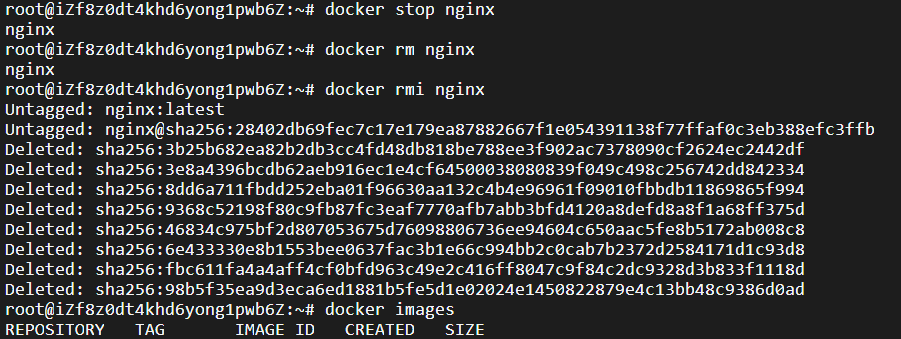 root@iZf8z0dt4khd6yong1pwb6Z:~# docker stop nginx
nginx
root@iZf8z0dt4khd6yong1pwb6Z:~# docker rm nginx
nginx
root@iZf8z0dt4khd6yong1pwb6Z:~# docker rmi nginx
Untagged: nginx:latest
Untagged: nginx@sha256:28402db69fec7c17e179ea87882667f1e054391138f77ffaf0c3eb388efc3ffb
Deleted: sha256:3b25b682ea82b2db3cc4fd48db818be788ee3f902ac7378090cf2624ec2442df
Deleted: sha256:3e8a4396bcdb62aeb916ec1e4cf64500038080839f049c498c256742dd842334
Deleted: sha256:8dd6a711fbdd252eba01f96630aa132c4b4e96961f09010fbbdb11869865f994
Deleted: sha256:9368c52198f80c9fb87fc3eaf7770afb7abb3bfd4120a8defd8a8f1a68ff375d
Deleted: sha256:46834c975bf2d807053675d76098806736ee94604c650aac5fe8b5172ab008c8
Deleted: sha256:6e433330e8b1553bee0637fac3b1e66c994bb2c0cab7b2372d2584171d1c93d8
Deleted: sha256:fbc611fa4a4aff4cf0bfd963c49e2c416ff8047c9f84c2dc9328d3b833f1118d
Deleted: sha256:98b5f35ea9d3eca6ed1881b5fe5d1e02024e1450822879e4c13bb48c9386d0ad
root@iZf8z0dt4khd6yong1pwb6Z:~# docker images
REPOSITORY   TAG       IMAGE ID   CREATED   SIZE